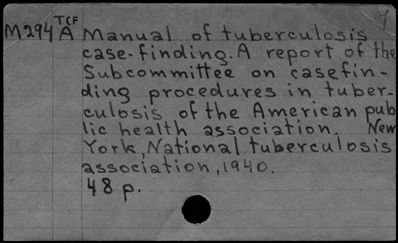 TCF
M294 A Manual of tuberculosis
case-finding. A report of the
Subcommittee on casefin-
ding procedures in tuber-
culosis of the American pub
lic health association. New
York, National tuberculosis
association, 1940.
48 p.